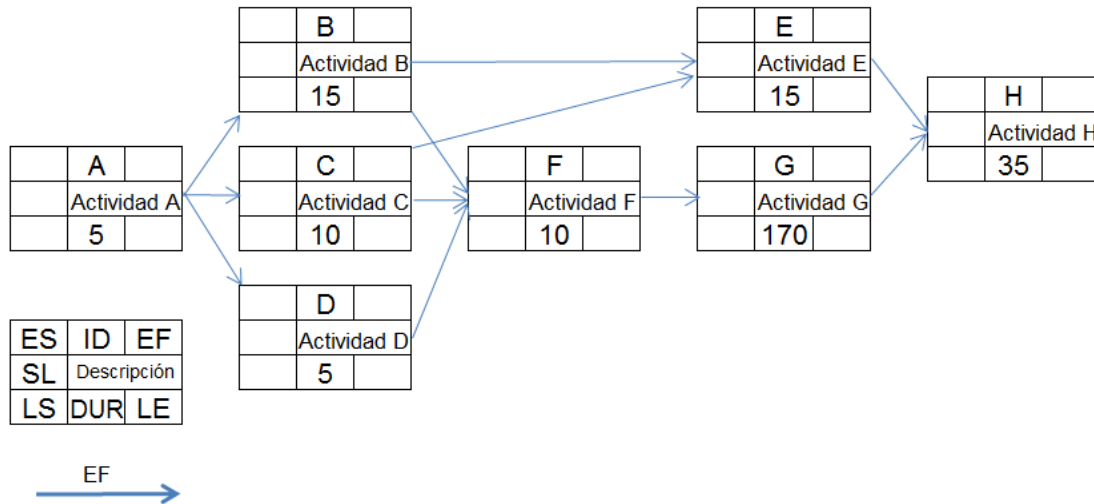 B
Actividad B
15
E
Actividad E
15
H
Actividad H
35
A
Actividad A
5
C
Actividad C
10
F
Actividad F
10
G
Actividad G
170
D
Actividad D
5
ES ID EF
SL Descripción
LS DUR LE
EF